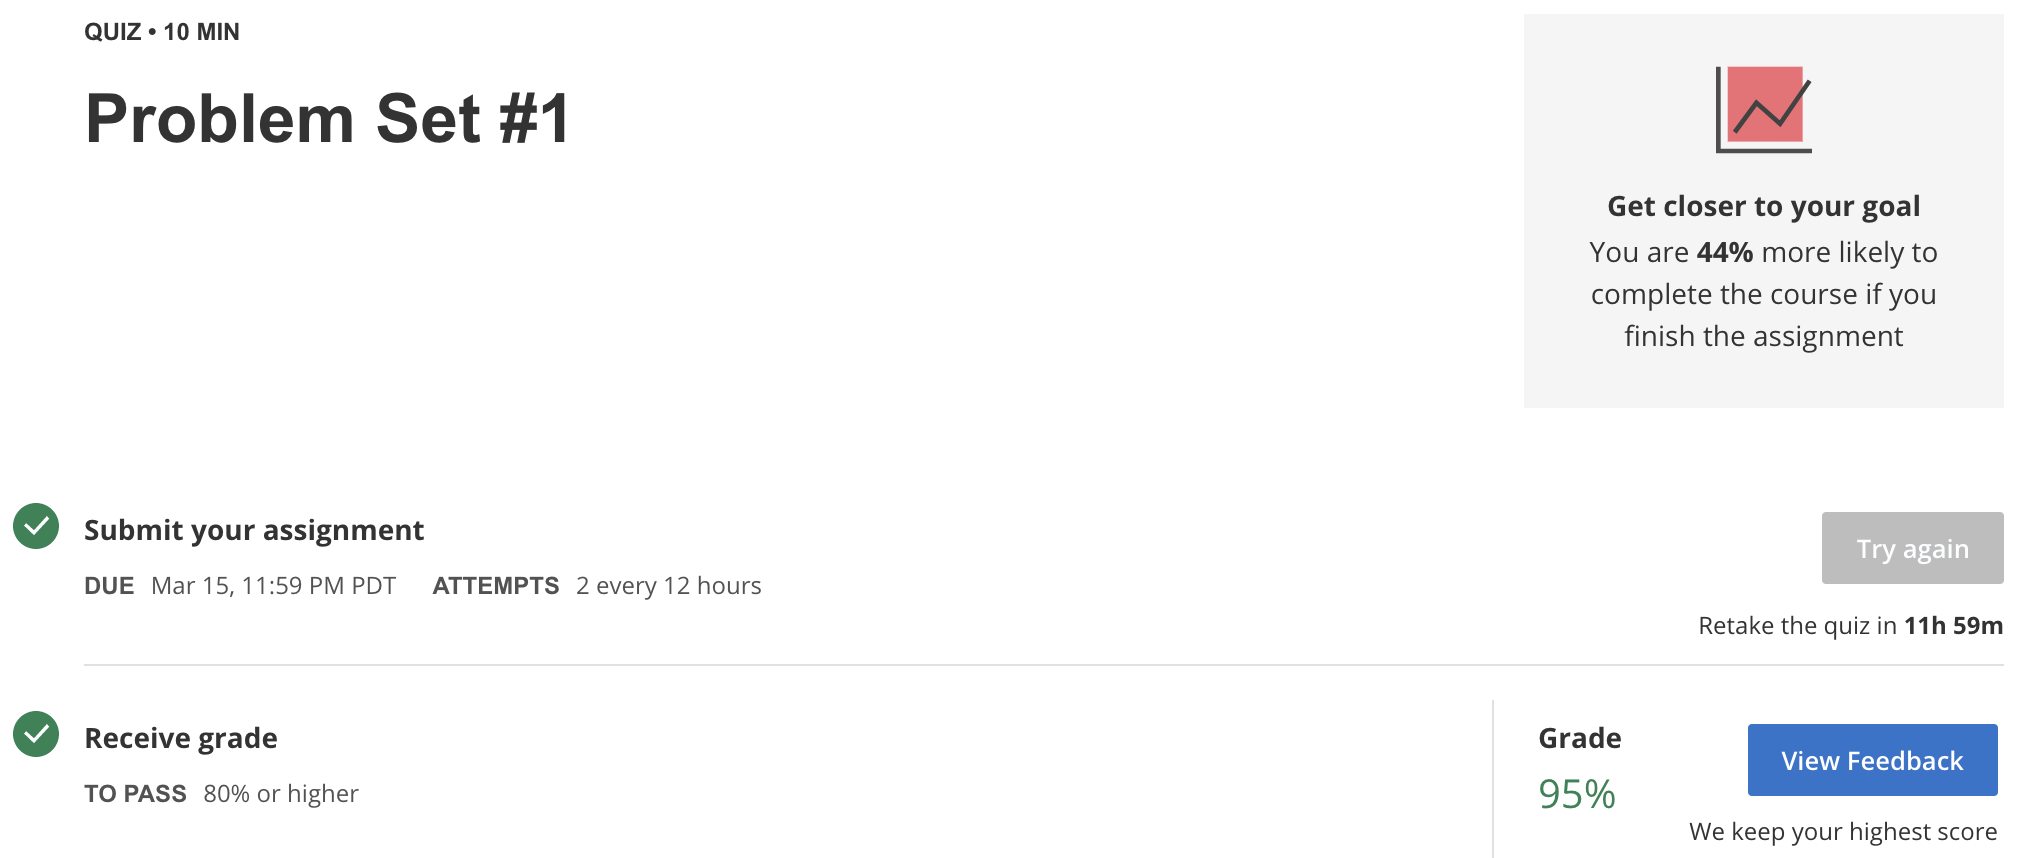 QUIZ • 10 MIN
Problem Set #1
Get closer to your goal
You are 44% more likely to
complete the course if you
finish the assignment
Submit your assignment
DUE Mar 15, 11:59 PM PDT ATTEMPTS 2 every 12 hours
Try again
Retake the quiz in 11h 59m
Receive grade
TO PASS 80% or higher
Grade
95%
View Feedback
We keep your highest score